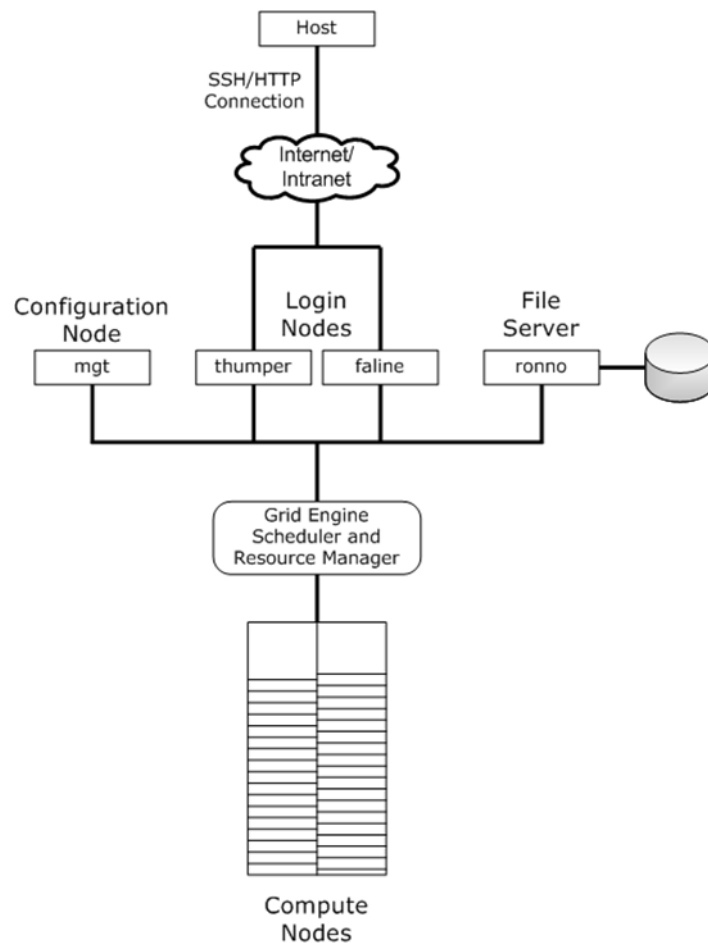 Host
SSH/HTTP
Connection
Internet/
Intranet
Configuration
Node
Login
Nodes
File
Server
mgt
thumper
faline
ronno
Grid Engine
Scheduler and
Resource Manager
Compute
Nodes